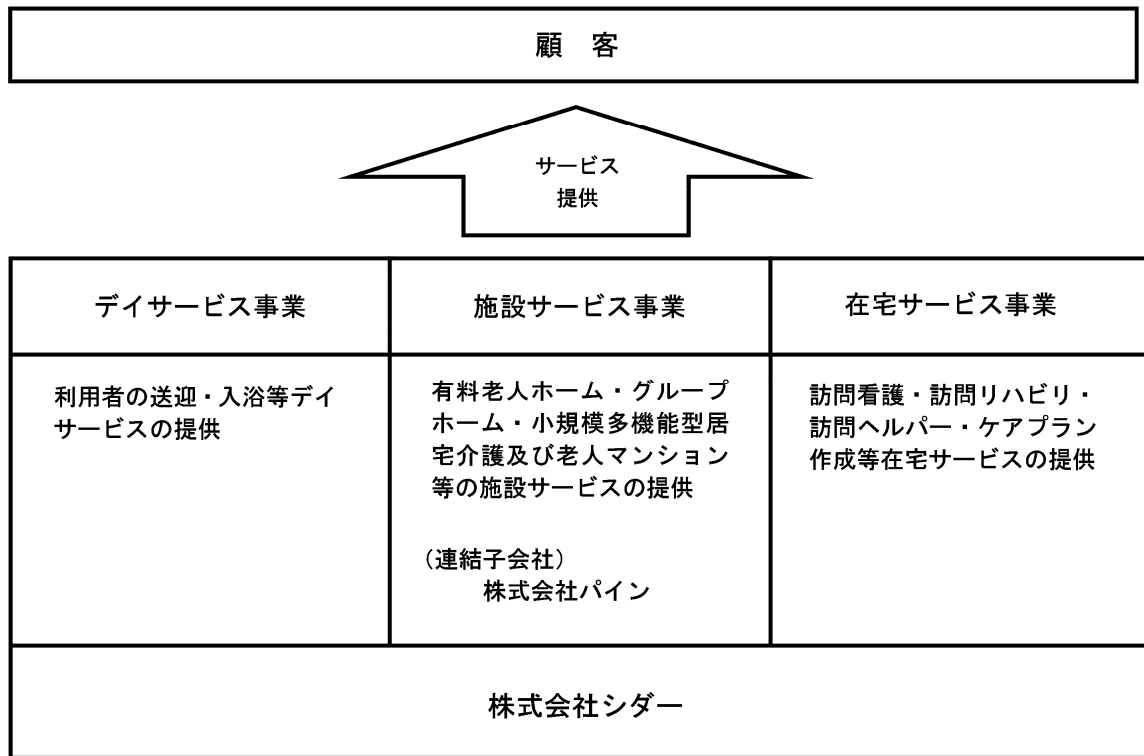 顧　客
サービス
提供
デイサービス事業
施設サービス事業
在宅サービス事業
利用者の送迎・入浴等デイ
サービスの提供
有料老人ホーム・グループ
ホーム・小規模多機能型居
宅介護及び老人マンション
等の施設サービスの提供
（連結子会社）
株式会社パイン
訪問看護・訪問リハビリ・
訪問ヘルパー・ケアプラン
作成等在宅サービスの提供
株式会社シダー